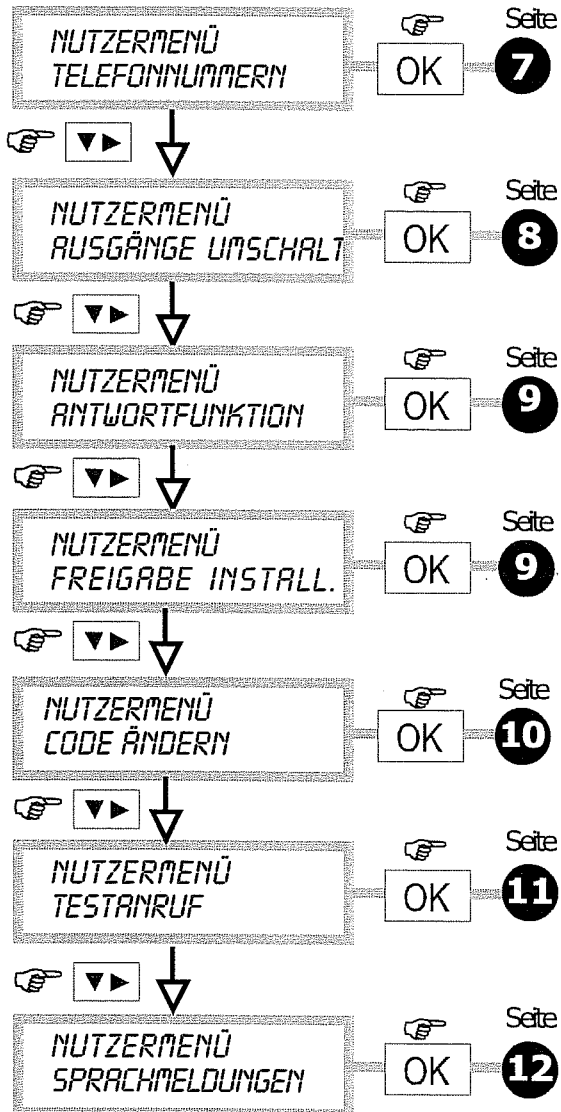 Seite
NUTZERMENÜ
TELEFONNUMMERN
OK
7
▼►
Seite
NUTZERMENÜ
AUSGÄNGE UMSCHALT
OK
8
▼►
Seite
NUTZERMENÜ
ANTWORTFUNKTION
OK
9
▼►
Seite
NUTZERMENÜ
FREIGABE INSTALL.
OK
9
▼►
Seite
NUTZERMENÜ
CODE ÄNDERN
OK
10
▼►
Seite
NUTZERMENÜ
TESTANRUF
OK
11
▼►
Seite
NUTZERMENÜ
SPRACHMELDUNGEN
OK
12